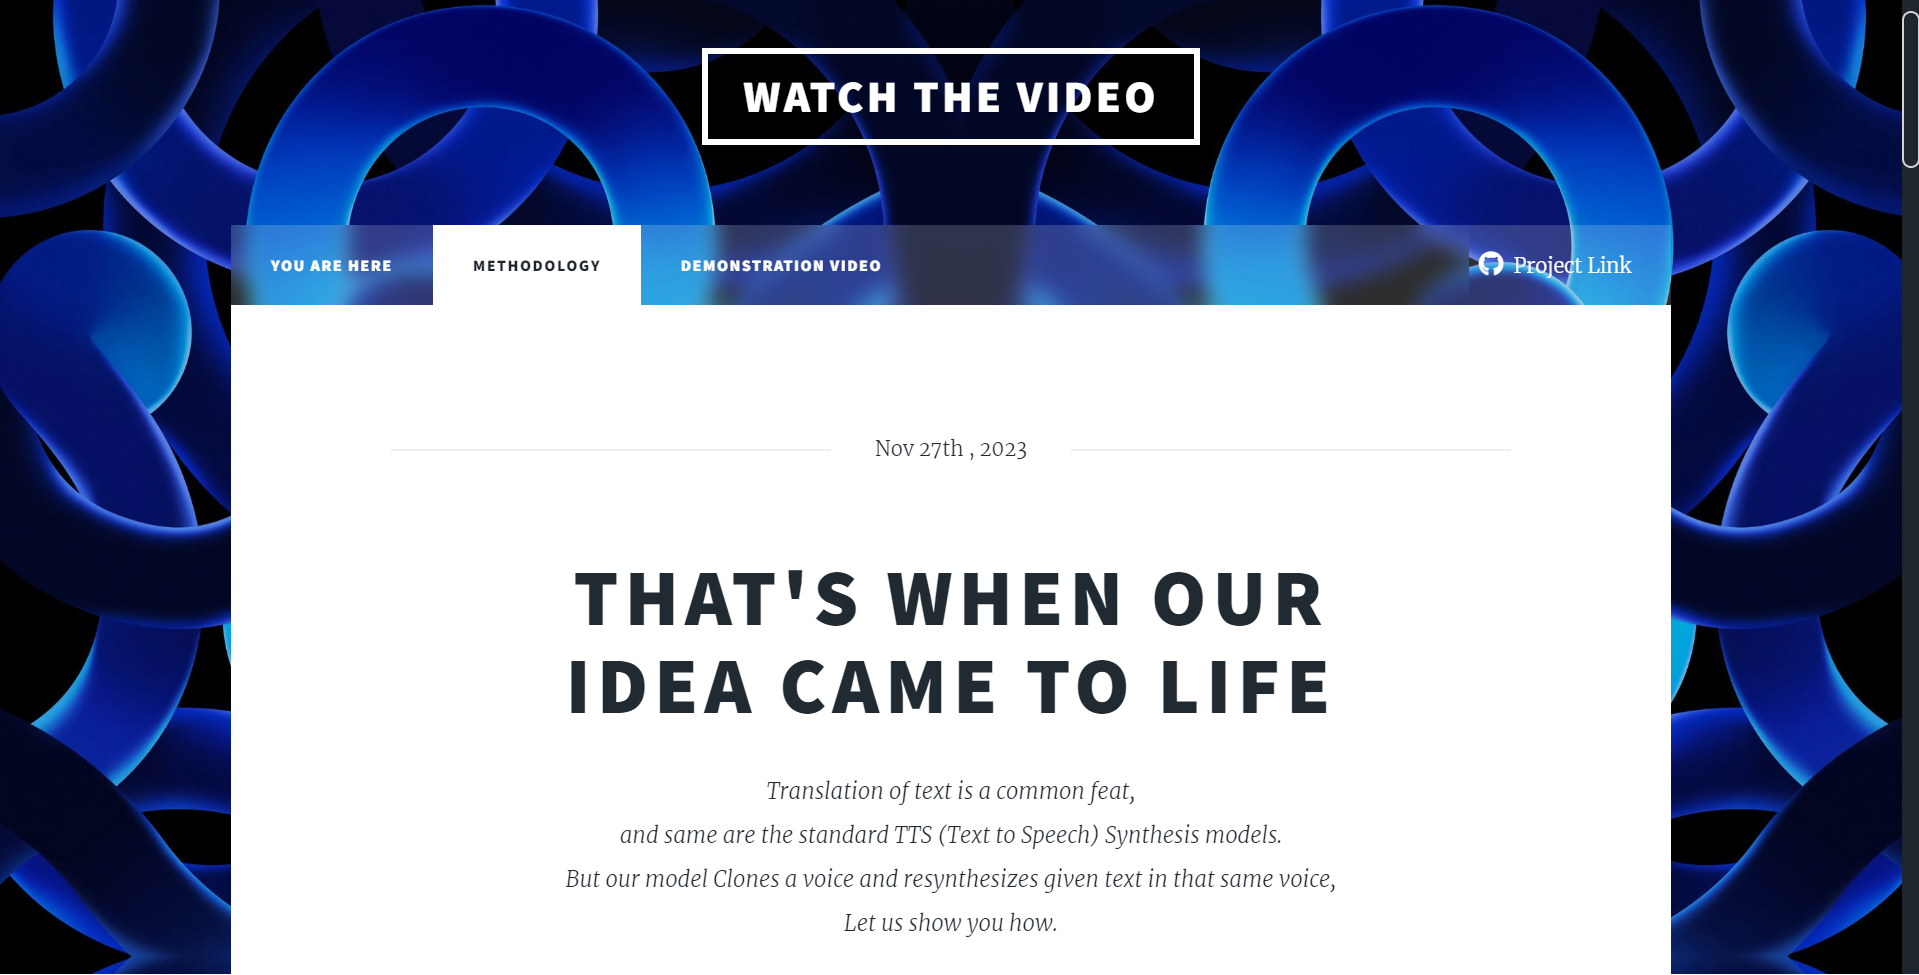 WATCH THE VIDEO
YOU ARE HERE
METHODOLOGY
DEMONSTRATION VIDEO
Project Link
Nov 27th , 2023
THAT'S WHEN OUR
IDEA CAME TO LIFE
Translation of text is a common feat,
and same are the standard TTS (Text to Speech) Synthesis models.
But our model Clones a voice and resynthesizes given text in that same voice,
Let us show you how.